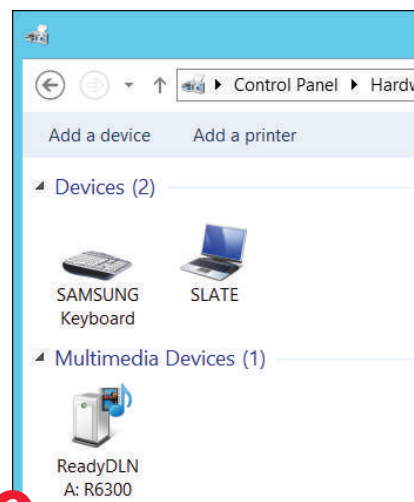 Control Panel Hardw
Add a device Add a printer
Devices (2)
SAMSUNG
Keyboard
SLATE
Multimedia Devices (1)
ReadyDLN
A: R6300